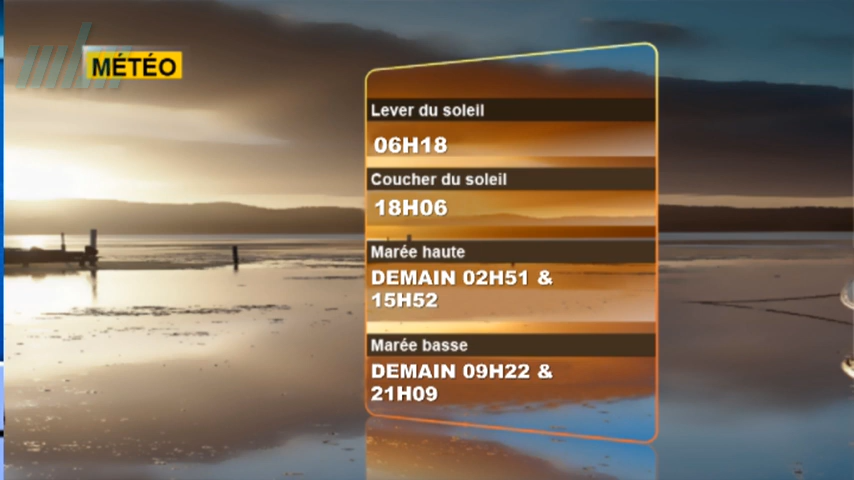 MÉTÉO
Lever du soleil
06H18
Coucher du soleil
18H06
Marée haute
DEMAIN 02H51 &
15H52
Marée basse
DEMAIN 09H22 &
21H09